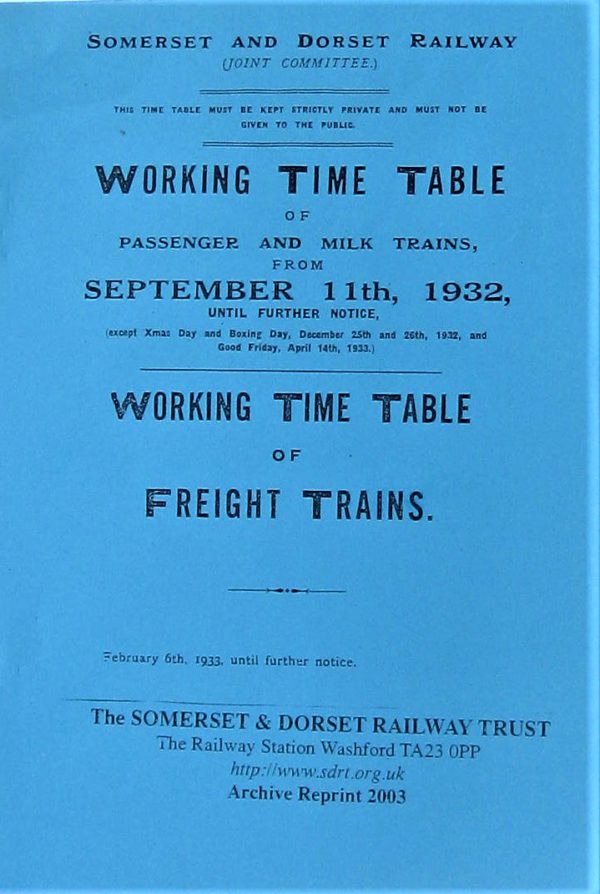 SOMERSET AND DORSET RAILWAY
(JOINT COMMITTEE.)
THIS TIME TABLE MUST BE KEPT STRICTLY PRIVATE AND MUST NOT BE
GIVEN TO THE PUBLIC.
WORKING TIME TABLE
OF
PASSENGER AND MILK TRAINS,
FROM
SEPTEMBER 11th, 1932,
UNTIL FURTHER NOTICE,
(except Xmas Day and Boxing Day, December 25th and 26th, 1932, and
Good Friday, April 14th, 1933.)
WORKING TIME TABLE
OF
FREIGHT TRAINS.
February 6th, 1933, until further notice.
The SOMERSET & DORSET RAILWAY TRUST
The Railway Station Washford TA23 0PP
http://www.sdrt.org.uk
Archive Reprint 2003